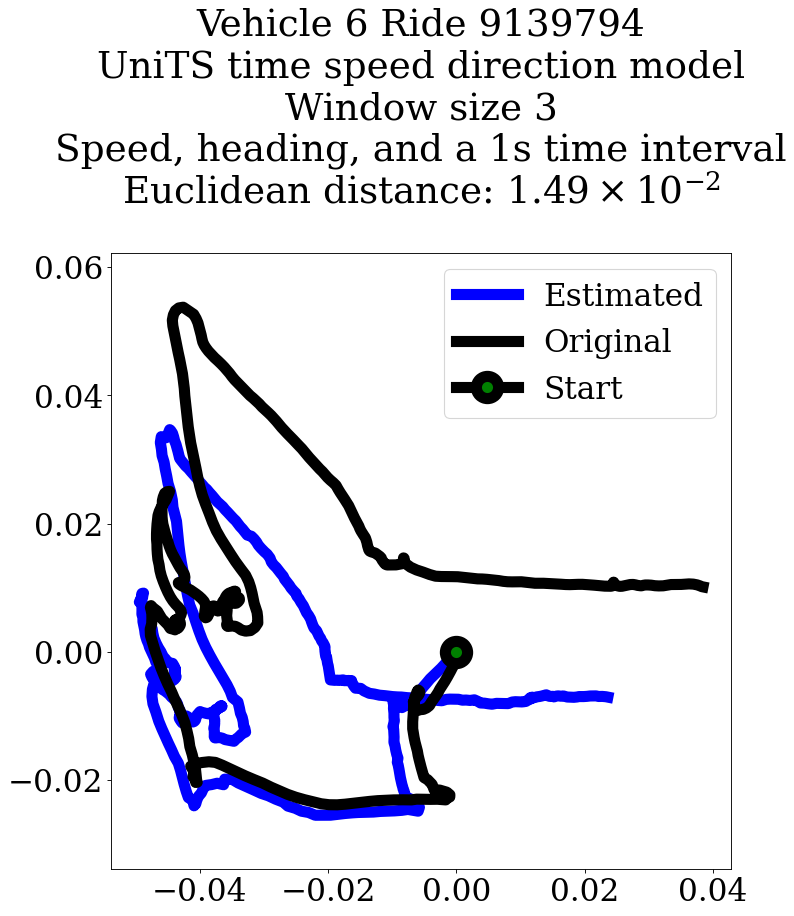 Vehicle 6 Ride 9139794
UniTS time speed direction model
Window size 3
Speed, heading, and a 1s time interval
Euclidean distance: 1.49 × 10⁻²
Estimated
Original
Start
0.06
0.04
0.02
0.00
−0.02
−0.04 −0.02 0.00 0.02 0.04